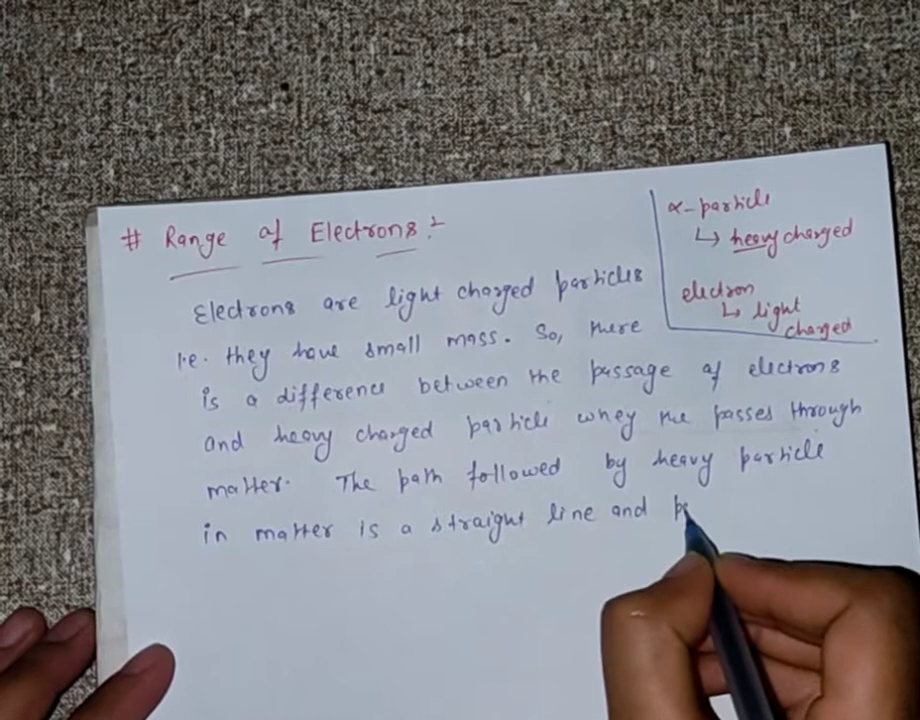 # Range of Electrons :-
α-particle
↳ heavy charged
electron
↳ light charged
Electrons are light charged particles
i.e. they have small mass. So, there
is a difference between the passage of electrons
and heavy charged particle whey the passes through
matter. The path followed by heavy particle
in matter is a straight line and